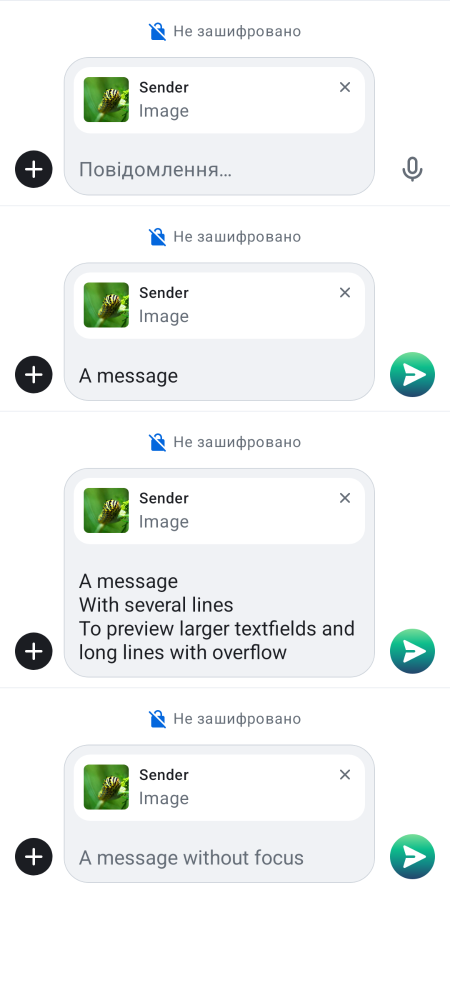 Не зашифровано
Sender
Image
Повідомлення…
Не зашифровано
Sender
Image
A message
Не зашифровано
Sender
Image
A message
With several lines
To preview larger textfields and
long lines with overflow
Не зашифровано
Sender
Image
A message without focus